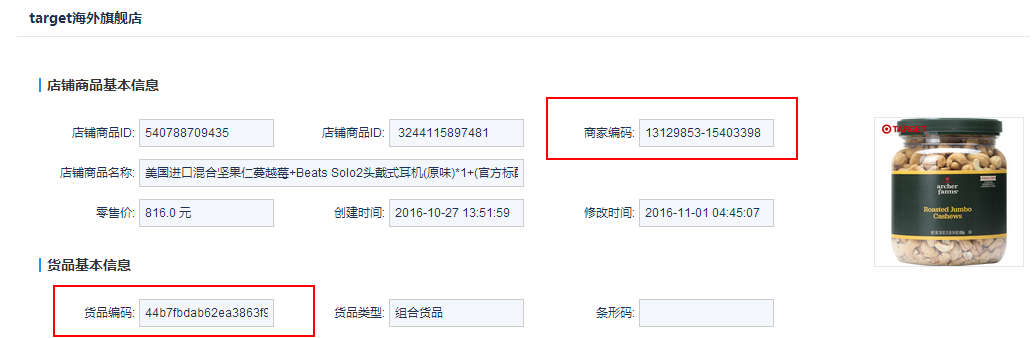 target海外旗舰店
店铺商品基本信息
店铺商品ID: 540788709435 店铺商品ID: 3244115897481 商家编码: 13129853-15403398
店铺商品名称: 美国进口混合坚果仁蔓越莓+Beats Solo2头戴式耳机(原味)*1+(官方标配
零售价: 816.0 元 创建时间: 2016-10-27 13:51:59 修改时间: 2016-11-01 04:45:07
TARGET
archer
farms
Roasted Jumbo
Cashews
货品基本信息
货品编码: 44b7fbdab62ea3863f9 货品类型: 组合货品 条形码: